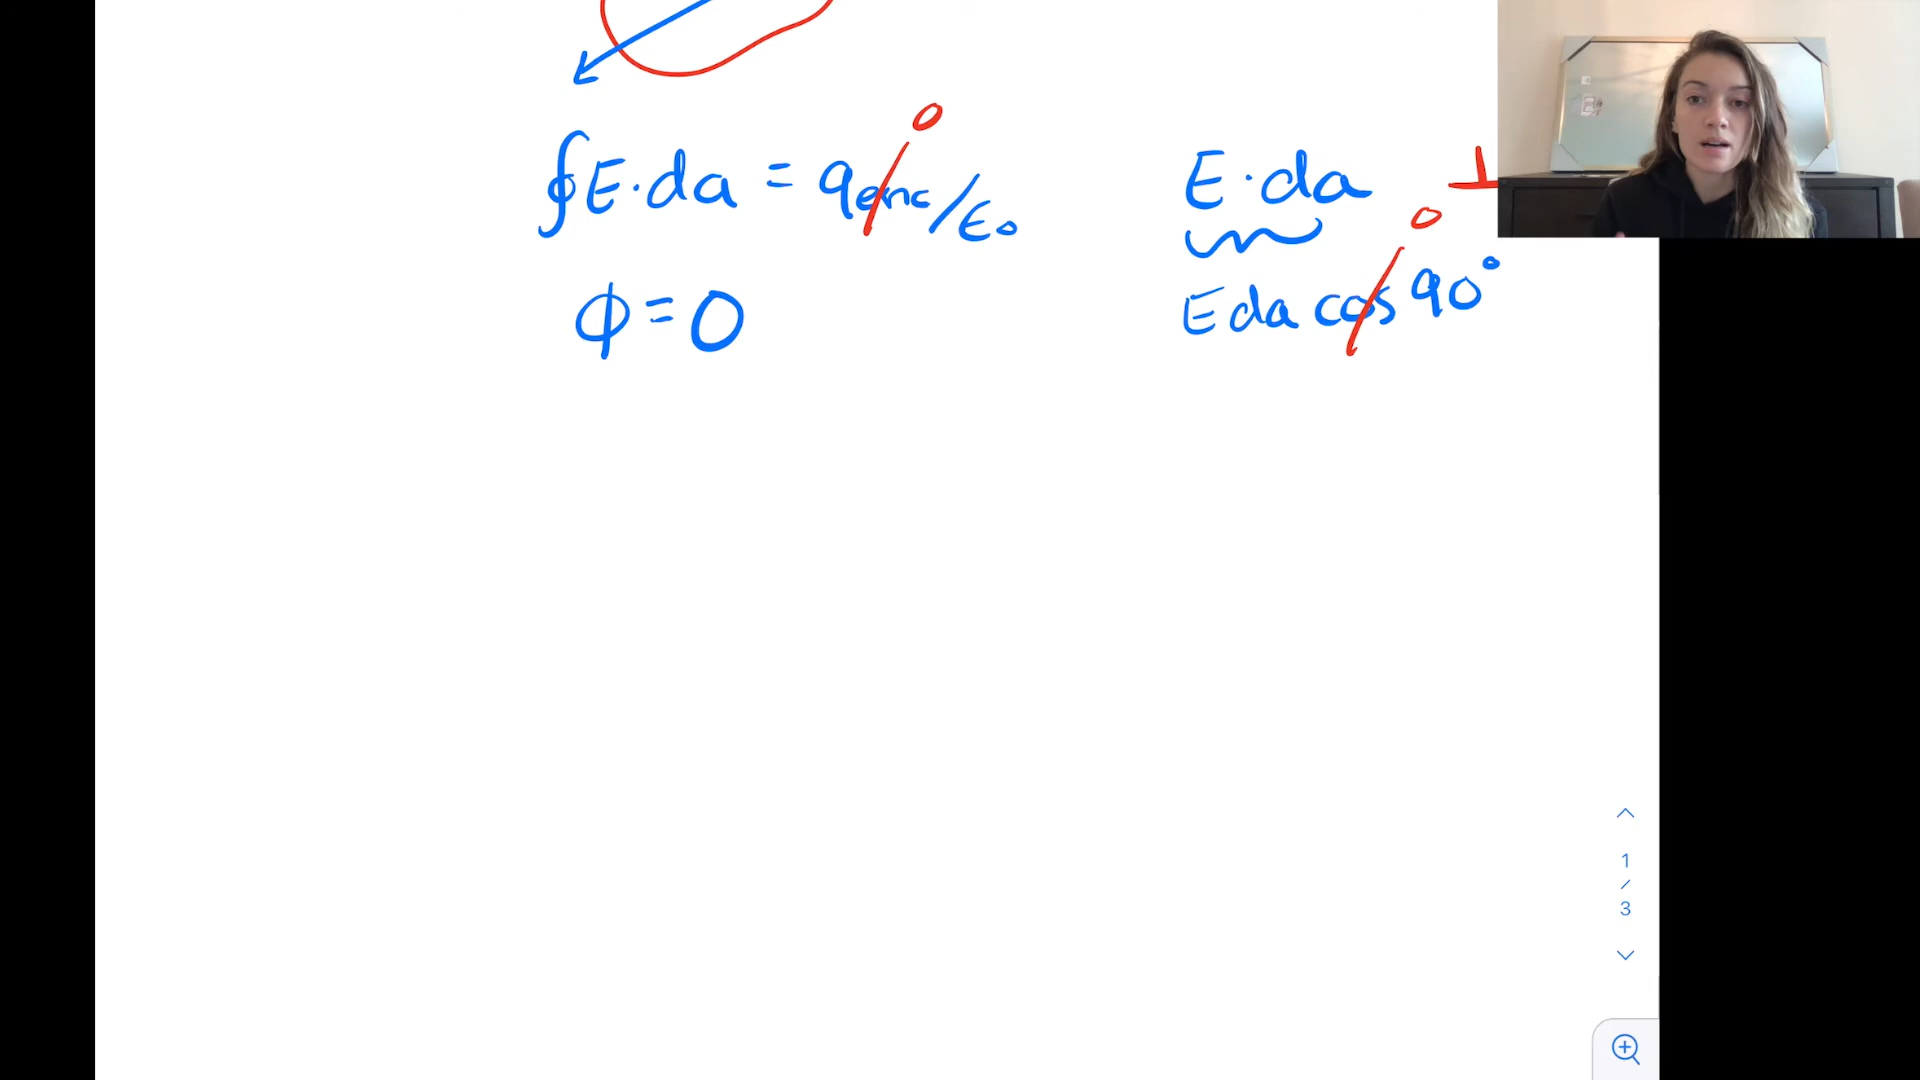 ∮E·da = qenc/ε₀
0
Φ=0
E·da ⊥
0
E da cos 90°
1
/
3